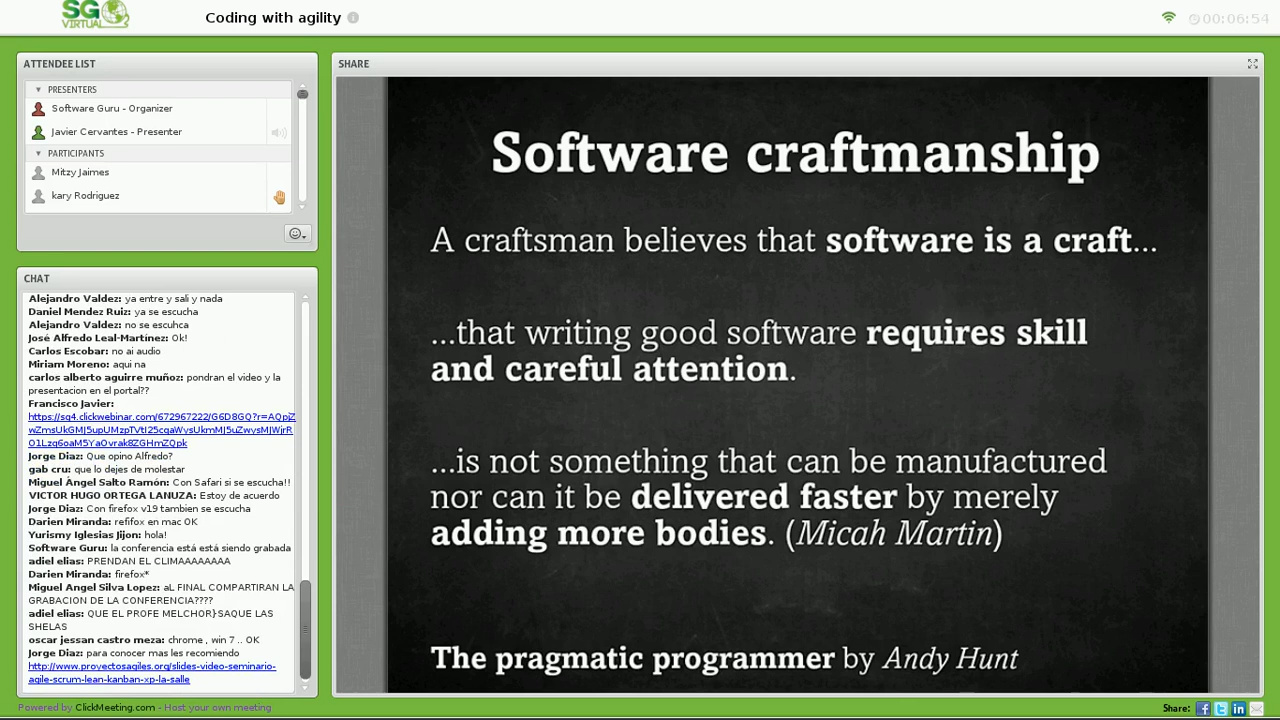 SG
VIRTUAL
Coding with agility
00:06:54
ATTENDEE LIST
PRESENTERS
Software Guru - Organizer
Javier Cervantes - Presenter
PARTICIPANTS
Mitzy Jaimes
kary Rodriguez
CHAT
Alejandro Valdez: ya entre y sali y nada
Daniel Mendez Ruiz: ya se escucha
Alejandro Valdez: no se escuhca
José Alfredo Leal-Martínez: Ok!
Carlos Escobar: no ai audio
Miriam Moreno: aqui na
carlos alberto aguirre muñoz: pondran el video y la
presentacion en el portal??
Francisco Javier:
Jorge Diaz: Que opino Alfredo?
gab cru: que lo dejes de molestar
Miguel Ángel Salto Ramón: Con Safari si se escucha!!
VICTOR HUGO ORTEGA LANUZA: Estoy de acuerdo
Jorge Diaz: Con firefox v19 tambien se escucha
Darien Miranda: refifox en mac OK
Yurismy Iglesias Jijon: hola!
Software Guru: la conferencia está está siendo grabada
adiel elias: PRENDAN EL CLIMAAAAAAA
Darien Miranda: firefox*
Miguel Angel Silva Lopez: aL FINAL COMPARTIRAN LA
GRABACION DE LA CONFERENCIA????
adiel elias: QUE EL PROFE MELCHOR}SAQUE LAS
SHELAS
oscar jessan castro meza: chrome , win 7 .. OK
Jorge Diaz: para conocer mas les recomiendo
http://www.proyectosagiles.org/slides-video-seminario-
agile-scrum-lean-kanban-xp-la-salle
SHARE
Software craftmanship
A craftsman believes that software is a craft...
...that writing good software requires skill
and careful attention.
...is not something that can be manufactured
nor can it be delivered faster by merely
adding more bodies. (Micah Martin)
The pragmatic programmer by Andy Hunt
Powered by ClickMeeting.com - Host your own meeting
Share: